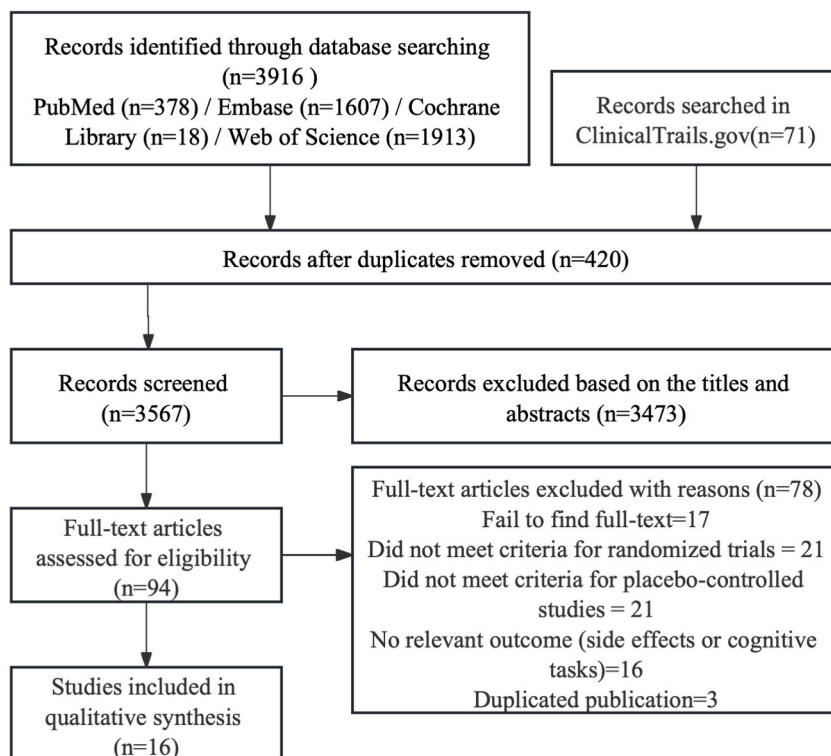 Records identified through database searching
(n=3916 )
PubMed (n=378) / Embase (n=1607) / Cochrane
Library (n=18) / Web of Science (n=1913)
Records searched in
ClinicalTrails.gov(n=71)
Records after duplicates removed (n=420)
Records screened
(n=3567)
Records excluded based on the titles and
abstracts (n=3473)
Full-text articles
assessed for eligibility
(n=94)
Full-text articles excluded with reasons (n=78)
Fail to find full-text=17
Did not meet criteria for randomized trials = 21
Did not meet criteria for placebo-controlled
studies = 21
No relevant outcome (side effects or cognitive
tasks)=16
Duplicated publication=3
Studies included in
qualitative synthesis
(n=16)